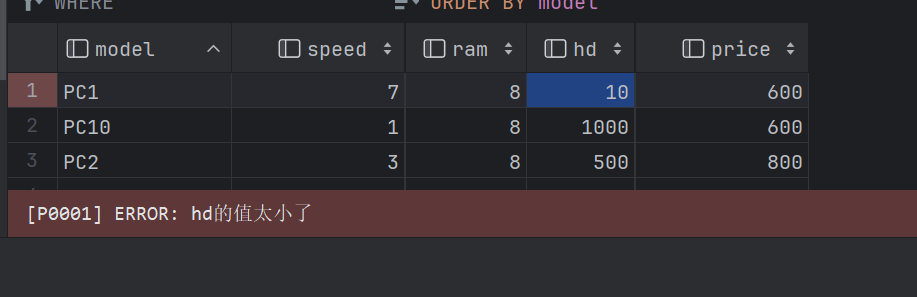 WHERE ORDER BY model
model speed ram hd price
1 PC1 7 8 10 600
2 PC10 1 8 1000 600
3 PC2 3 8 500 800
[P0001] ERROR: hd的值太小了